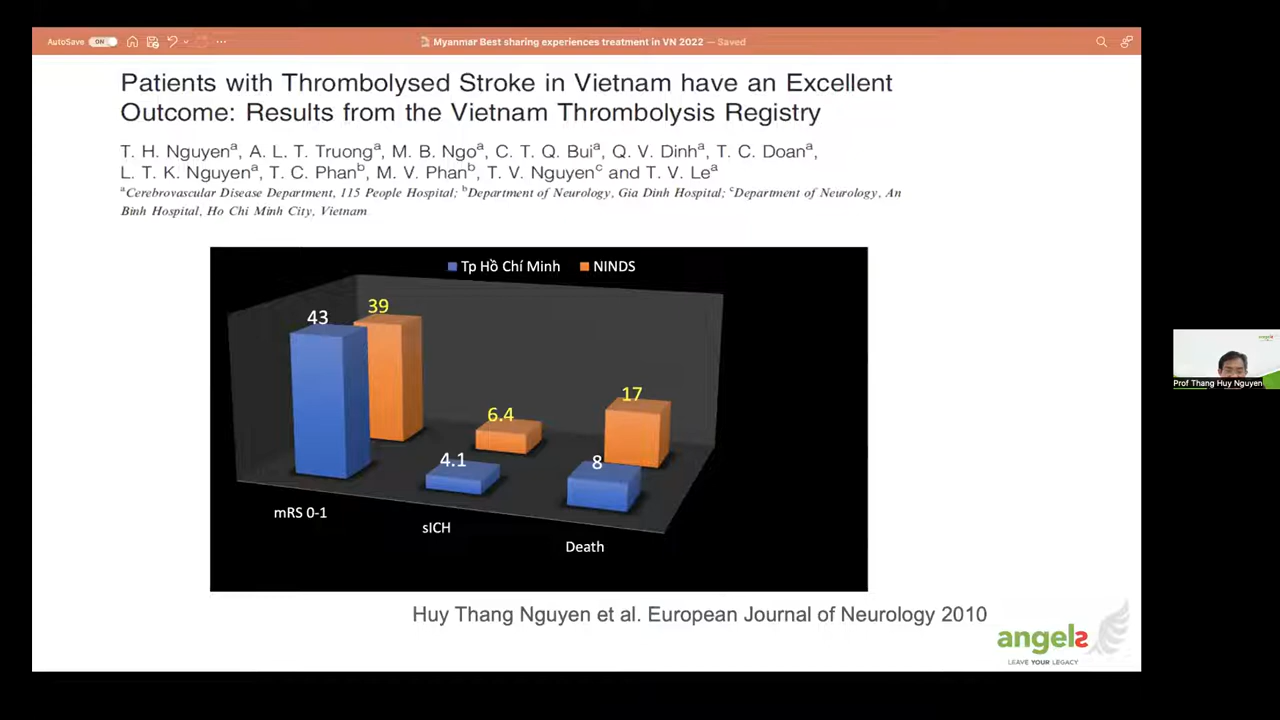 AutoSave ON
Myanmar Best sharing experiences treatment in VN 2022 — Saved
Patients with Thrombolysed Stroke in Vietnam have an Excellent
Outcome: Results from the Vietnam Thrombolysis Registry
T. H. Nguyenᵃ, A. L. T. Truongᵃ, M. B. Ngoᵃ, C. T. Q. Buiᵃ, Q. V. Dinhᵃ, T. C. Doanᵃ,
L. T. K. Nguyenᵃ, T. C. Phanᵇ, M. V. Phanᵇ, T. V. Nguyenᶜ and T. V. Leᵃ
ᵃCerebrovascular Disease Department, 115 People Hospital; ᵇDepartment of Neurology, Gia Dinh Hospital; ᶜDepartment of Neurology, An
Binh Hospital, Ho Chi Minh City, Vietnam
Tp Hồ Chí Minh NINDS
43
39
6.4
4.1
17
8
mRS 0-1
sICH
Death
Huy Thang Nguyen et al. European Journal of Neurology 2010
angels
LEAVE YOUR LEGACY
Prof Thang Huy Nguyen